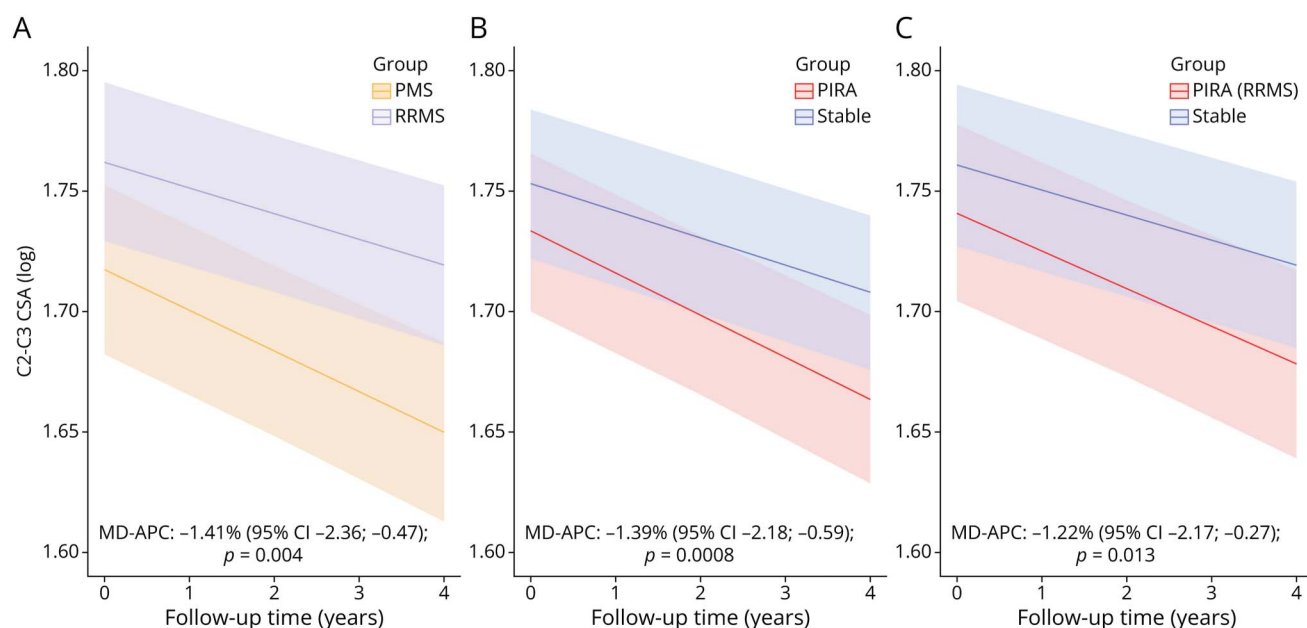 A
B
C
C2-C3 CSA (log)
1.80
1.75
1.70
1.65
1.60
Group
PMS
RRMS
MD-APC: –1.41% (95% CI –2.36; –0.47);
p = 0.004
0 1 2 3 4
Follow-up time (years)
1.80
1.75
1.70
1.65
1.60
Group
PIRA
Stable
MD-APC: –1.39% (95% CI –2.18; –0.59);
p = 0.0008
0 1 2 3 4
Follow-up time (years)
1.80
1.75
1.70
1.65
1.60
Group
PIRA (RRMS)
Stable
MD-APC: –1.22% (95% CI –2.17; –0.27);
p = 0.013
0 1 2 3 4
Follow-up time (years)